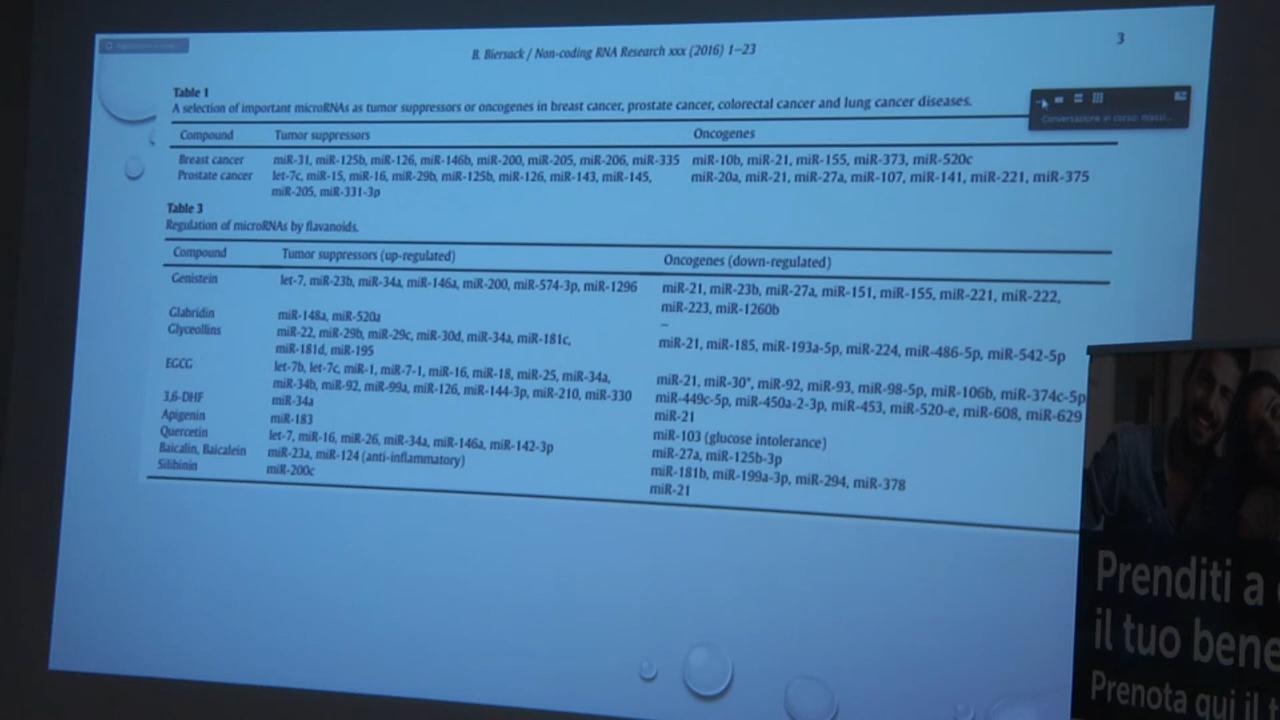 B. Biersack / Non-coding RNA Research xxx (2016) 1–23
3
Table 1
A selection of important microRNAs as tumor suppressors or oncogenes in breast cancer, prostate cancer, colorectal cancer and lung cancer diseases.
Compound Tumor suppressors Oncogenes
Breast cancer miR-31, miR-125b, miR-126, miR-146b, miR-200, miR-205, miR-206, miR-335 miR-10b, miR-21, miR-155, miR-373, miR-520c
Prostate cancer let-7c, miR-15, miR-16, miR-29b, miR-125b, miR-126, miR-143, miR-145, miR-20a, miR-21, miR-27a, miR-107, miR-141, miR-221, miR-375
miR-205, miR-331-3p
Table 3
Regulation of microRNAs by flavanoids.
Compound Tumor suppressors (up-regulated) Oncogenes (down-regulated)
Genistein let-7, miR-23b, miR-34a, miR-146a, miR-200, miR-574-3p, miR-1296 miR-21, miR-23b, miR-27a, miR-151, miR-155, miR-221, miR-222,
miR-223, miR-1260b
Glabridin miR-148a, miR-520a –
Glyceollins miR-22, miR-29b, miR-29c, miR-30d, miR-34a, miR-181c, miR-21, miR-185, miR-193a-5p, miR-224, miR-486-5p, miR-542-5p
miR-181d, miR-195
EGCG let-7b, let-7c, miR-1, miR-7-1, miR-16, miR-18, miR-25, miR-34a, miR-21, miR-30*, miR-92, miR-93, miR-98-5p, miR-106b, miR-374c-5p
miR-34b, miR-92, miR-99a, miR-126, miR-144-3p, miR-210, miR-330 miR-449c-5p, miR-450a-2-3p, miR-453, miR-520-e, miR-608, miR-629
3,6-DHF miR-34a miR-21
Apigenin miR-183 miR-103 (glucose intolerance)
Quercetin let-7, miR-16, miR-26, miR-34a, miR-146a, miR-142-3p miR-27a, miR-125b-3p
Baicalin, Baicalein miR-23a, miR-124 (anti-inflammatory) miR-181b, miR-199a-3p, miR-294, miR-378
Silibinin miR-200c miR-21
Conversazione in corso:
Prenditi a
il tuo bene
Prenota qui il t